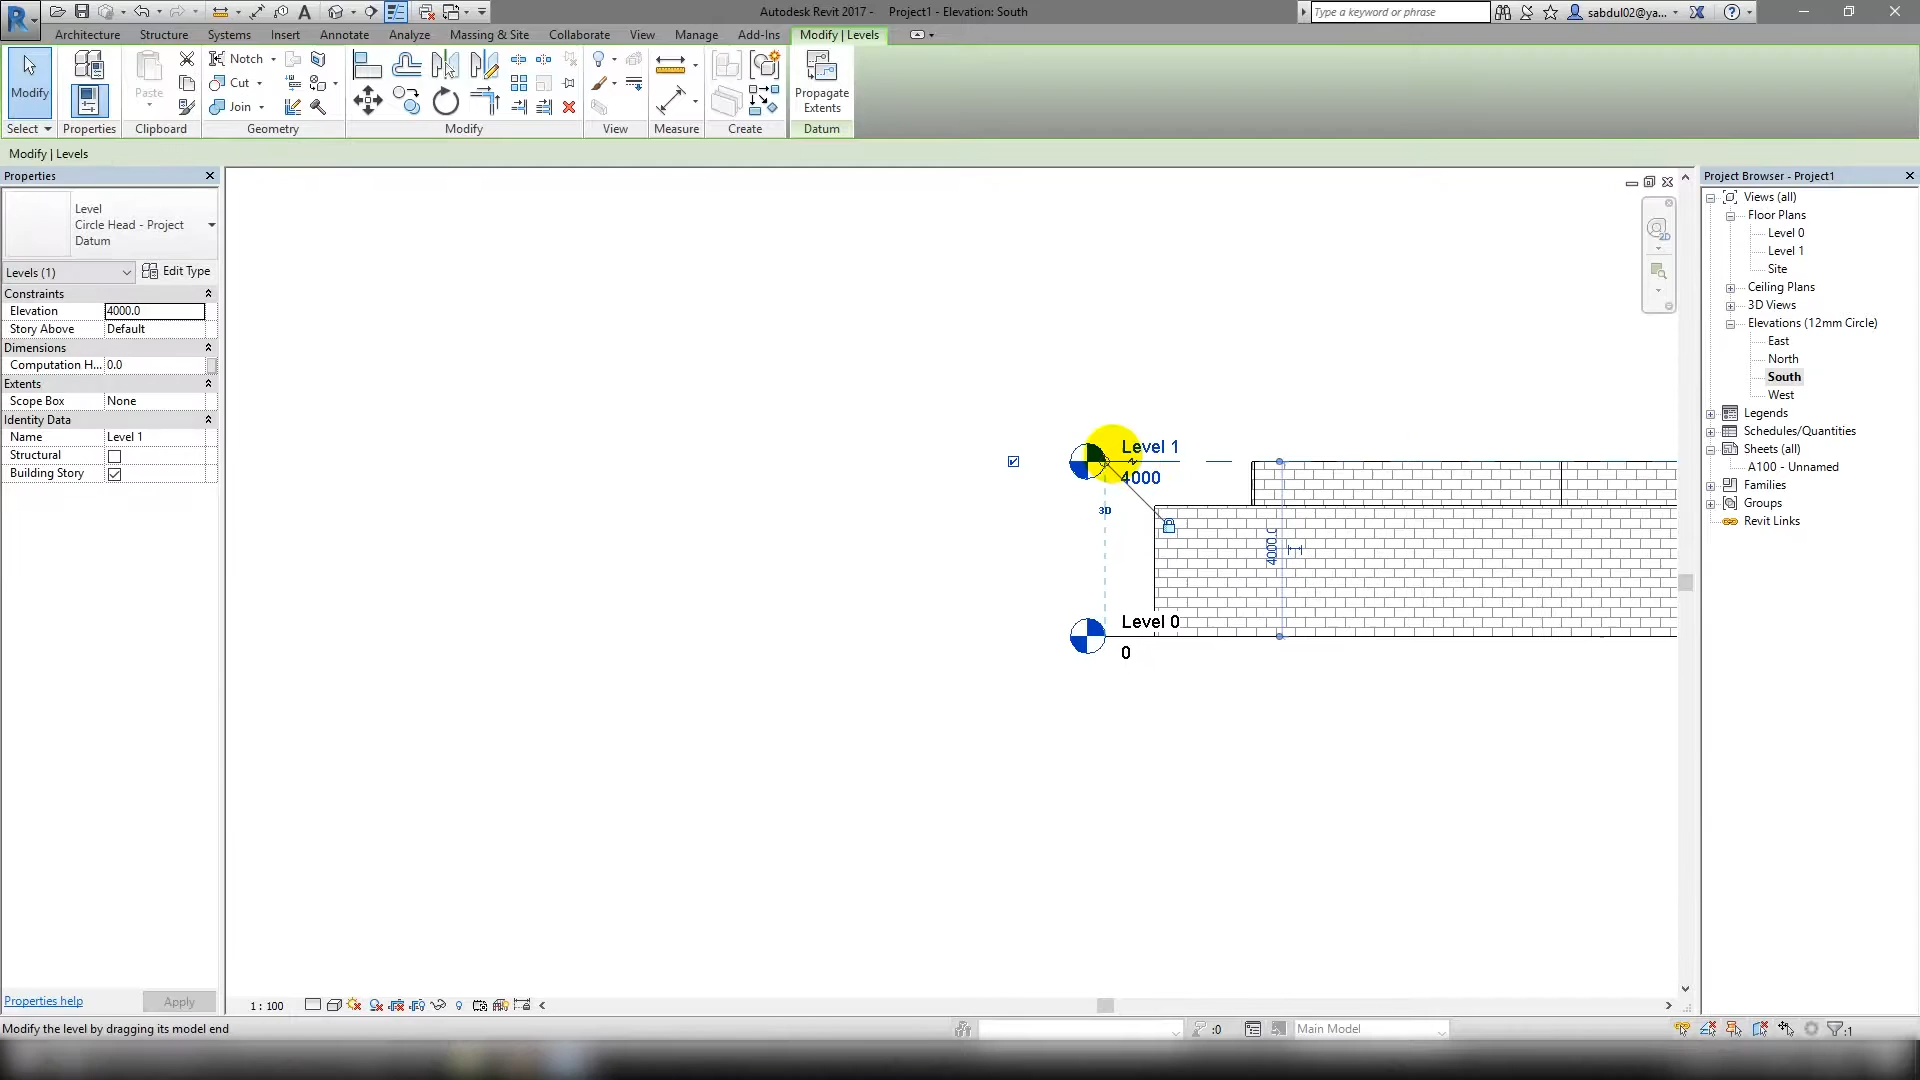 Autodesk Revit 2017 - Project1 - Elevation: South
Type a keyword or phrase
sabdul02@ya...
Architecture Structure Systems Insert Annotate Analyze Massing & Site Collaborate View Manage Add-Ins Modify | Levels
Modify
Paste
Notch
Cut
Join
Propagate
Extents
Select Properties Clipboard Geometry Modify View Measure Create Datum
Modify | Levels
Properties
Level
Circle Head - Project
Datum
Levels (1)
Edit Type
Constraints
Elevation 4000.0
Story Above Default
Dimensions
Computation H... 0.0
Extents
Scope Box None
Identity Data
Name Level 1
Structural
Building Story
Properties help
Apply
2D
Level 1
4000
3D
4000.0
Level 0
0
Project Browser - Project1
Views (all)
Floor Plans
Level 0
Level 1
Site
Ceiling Plans
3D Views
Elevations (12mm Circle)
East
North
South
West
Legends
Schedules/Quantities
Sheets (all)
A100 - Unnamed
Families
Groups
Revit Links
1 : 100
Modify the level by dragging its model end
:0
Main Model
:1